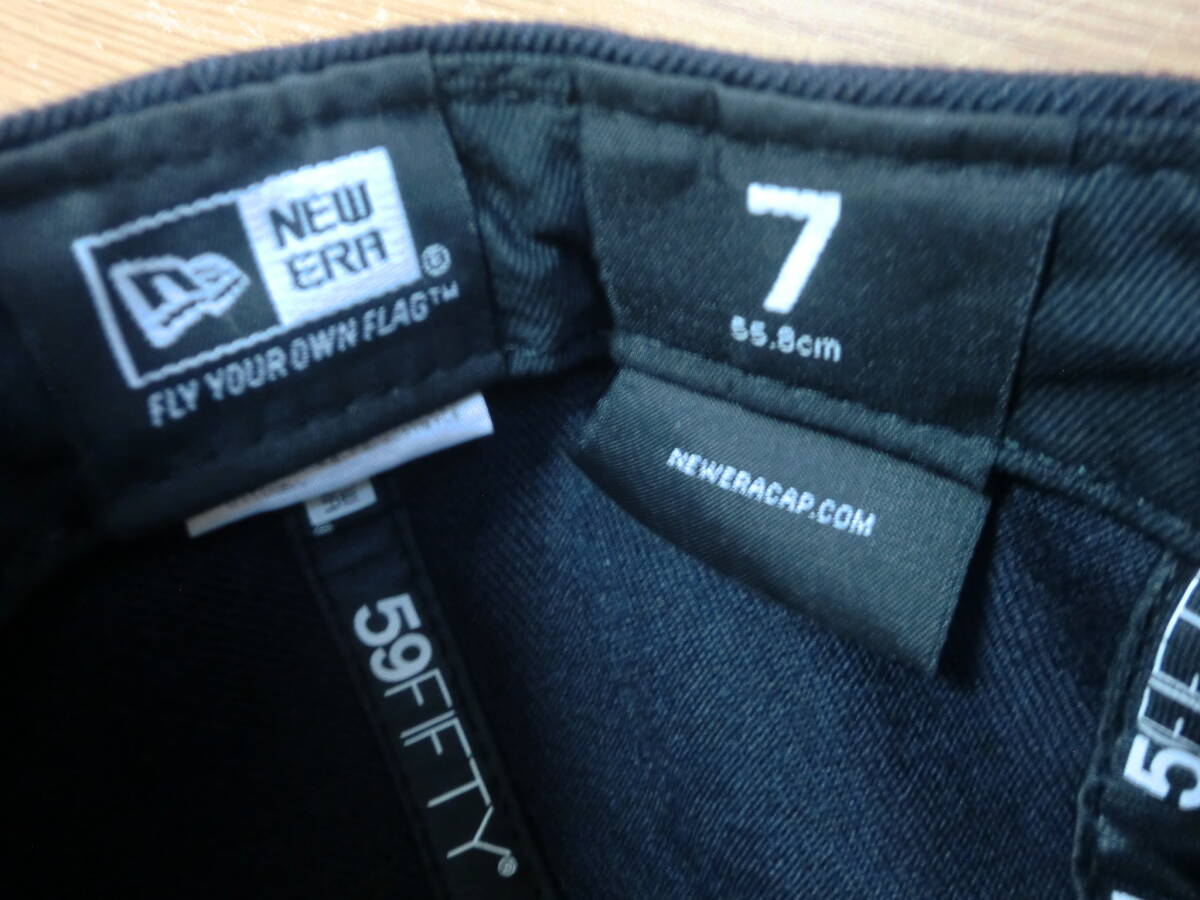 NEW
ERA®
FLY YOUR OWN FLAG™
7
55.8cm
NEWERACAP.COM
59FIFTY®